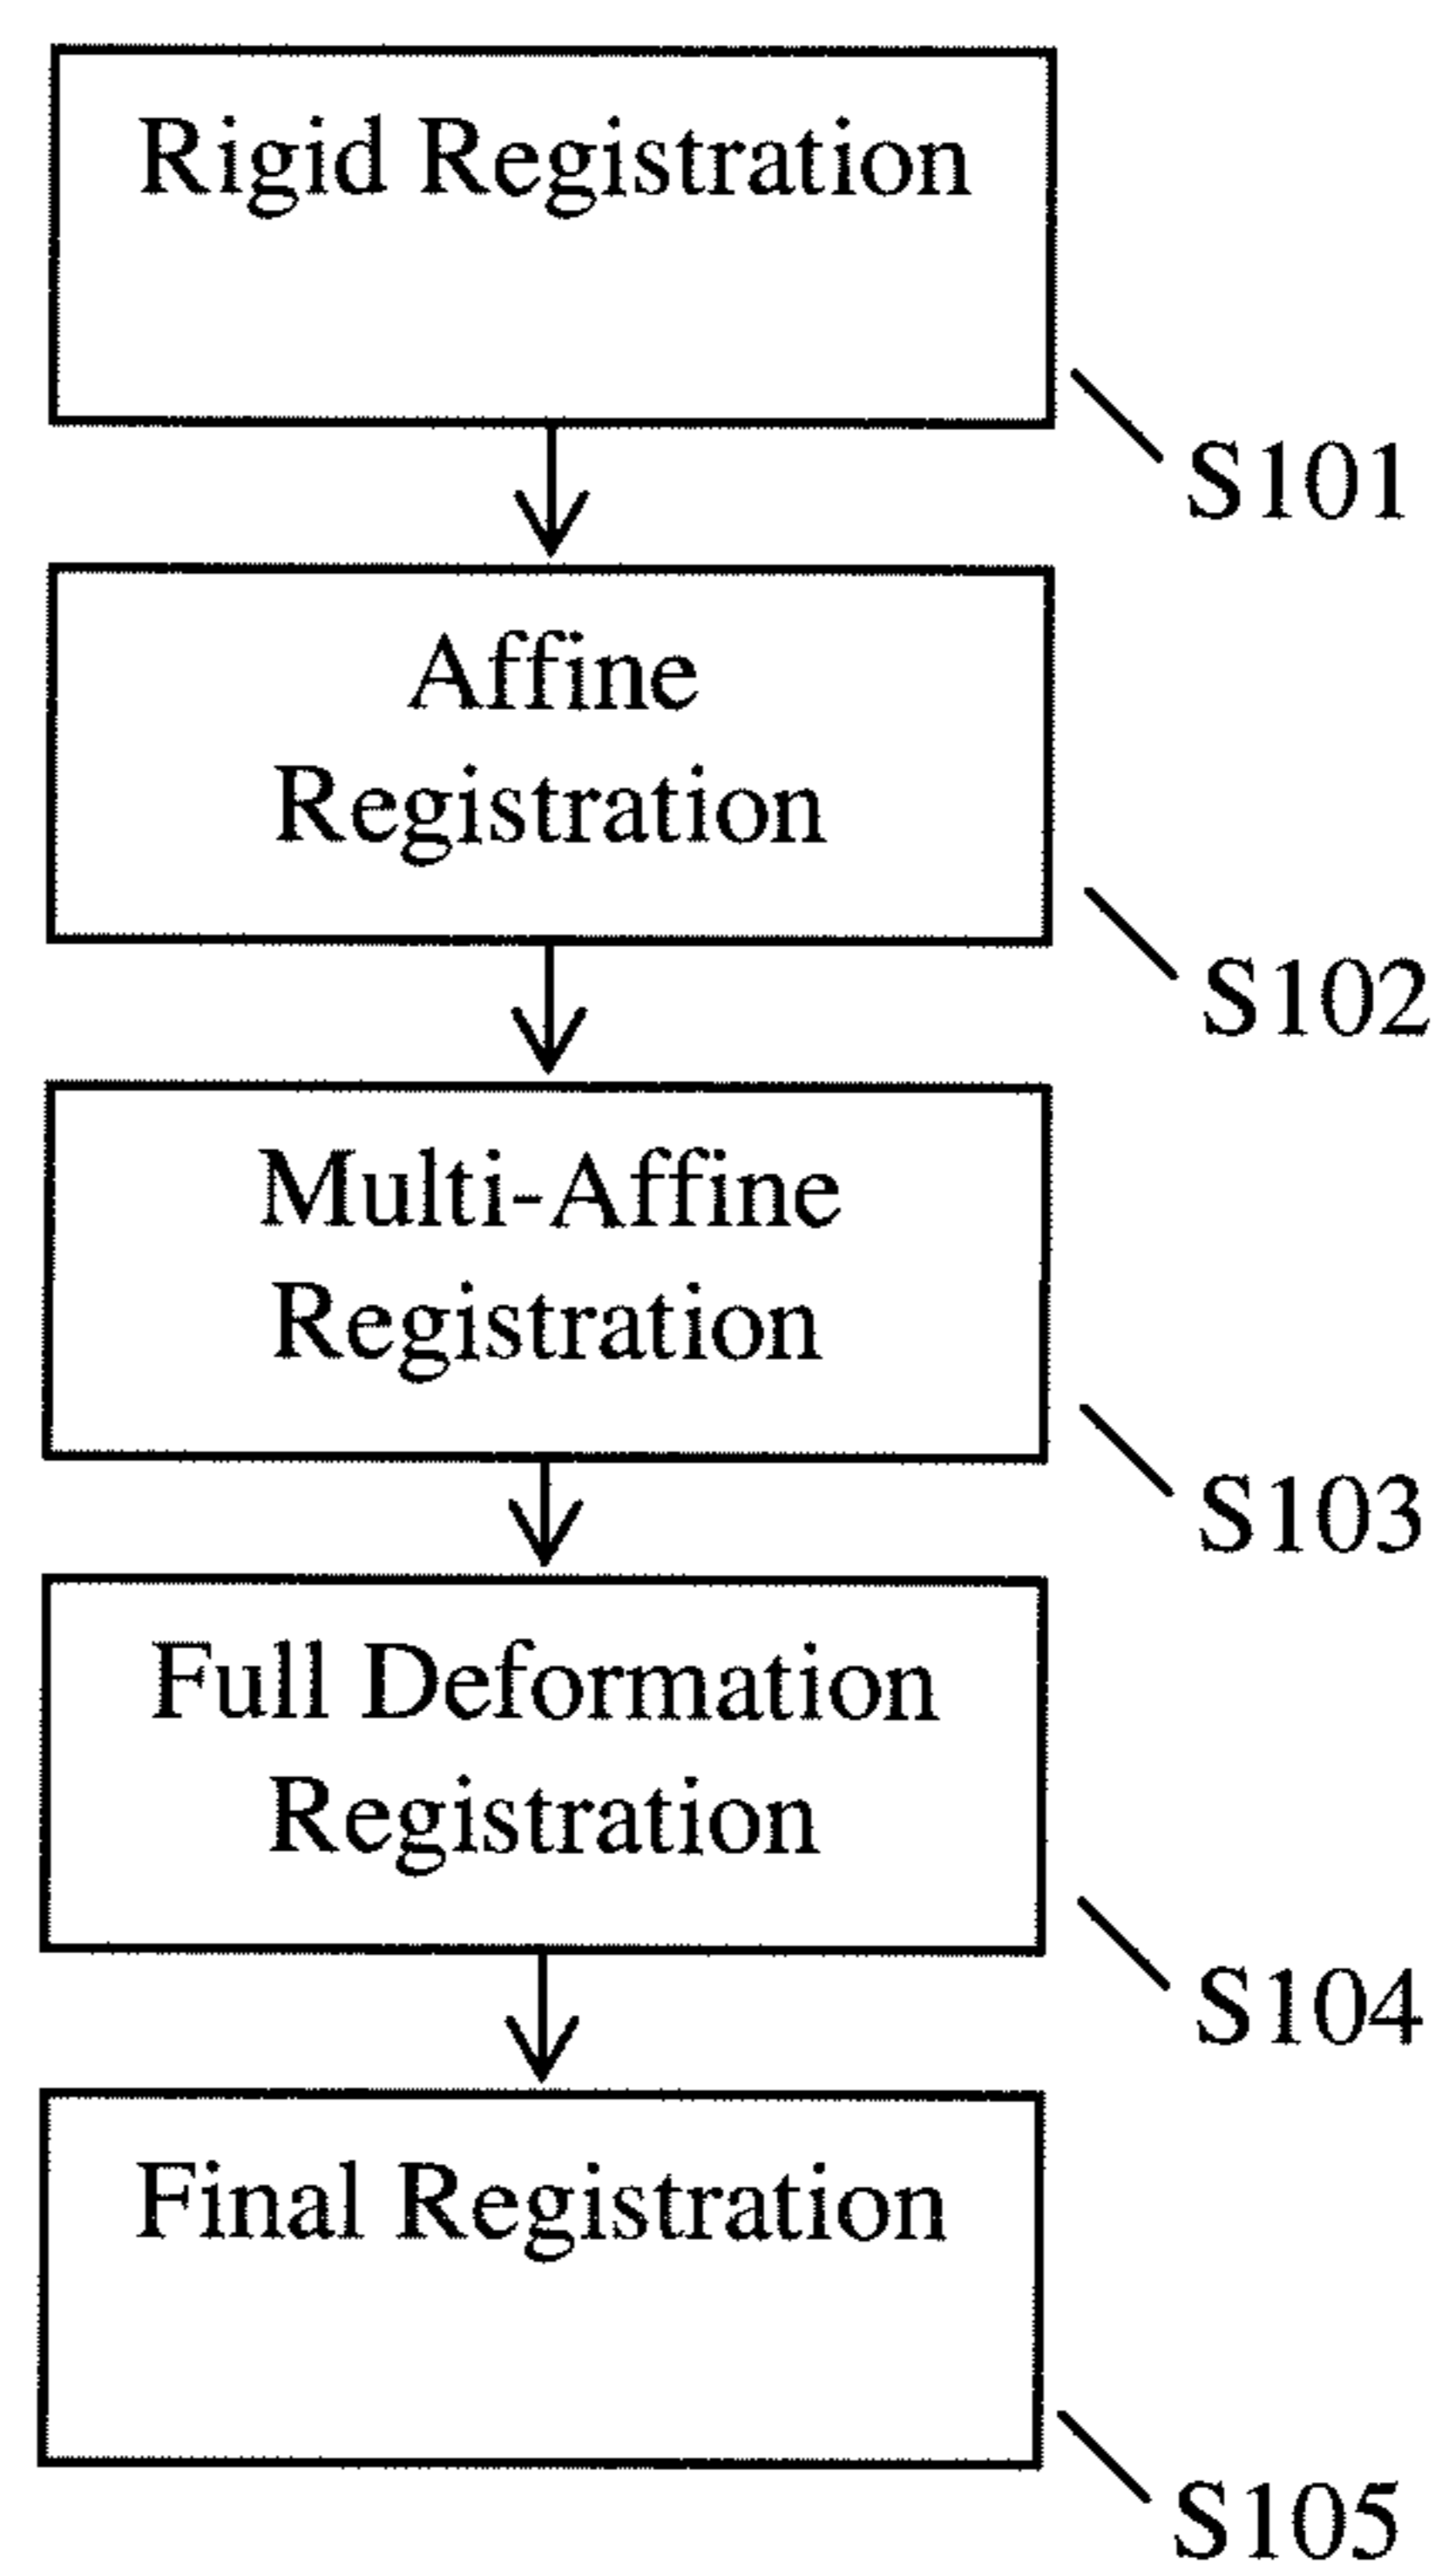 Rigid Registration
S101
Affine
Registration
S102
Multi-Affine
Registration
S103
Full Deformation
Registration
S104
Final Registration
S105